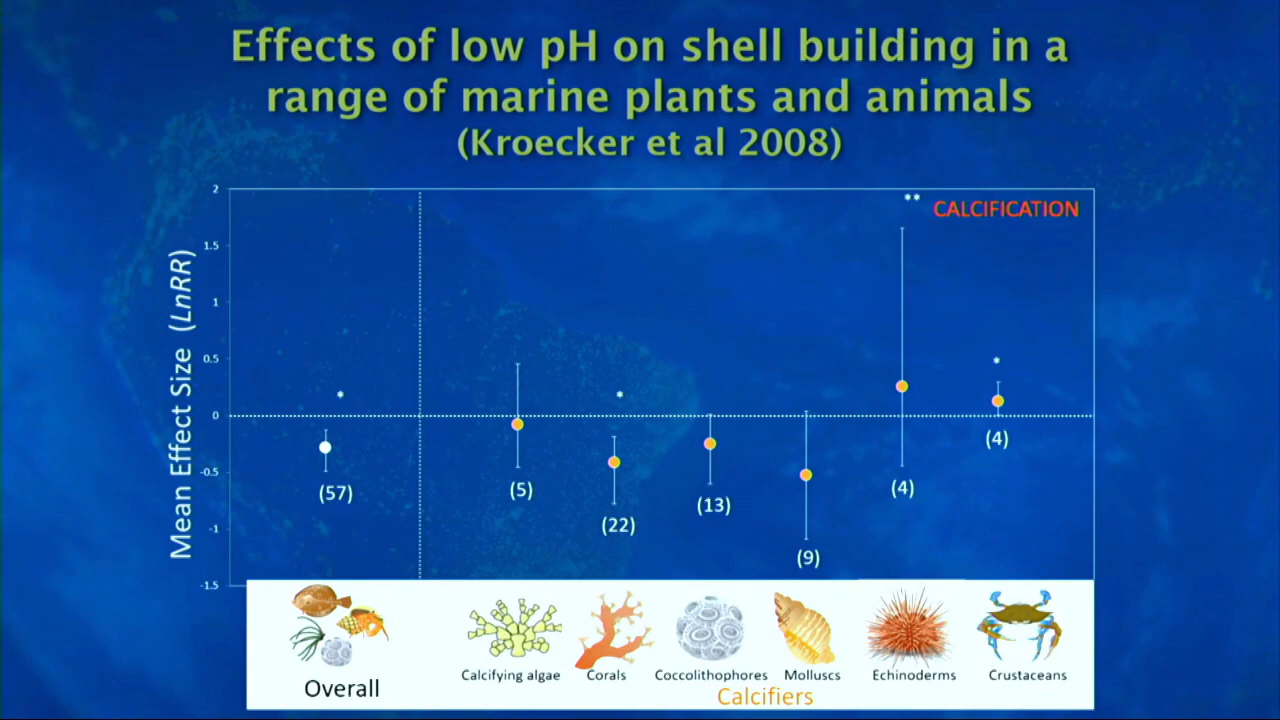 Effects of low pH on shell building in a
range of marine plants and animals
(Kroecker et al 2008)
Mean Effect Size (LnRR)
2
1.5
1
0.5
0
-0.5
-1
-1.5
** CALCIFICATION
*
*
*
(57)
(5)
(22)
(13)
(9)
(4)
(4)
Calcifying algae Corals Coccolithophores Molluscs Echinoderms Crustaceans
Overall
Calcifiers